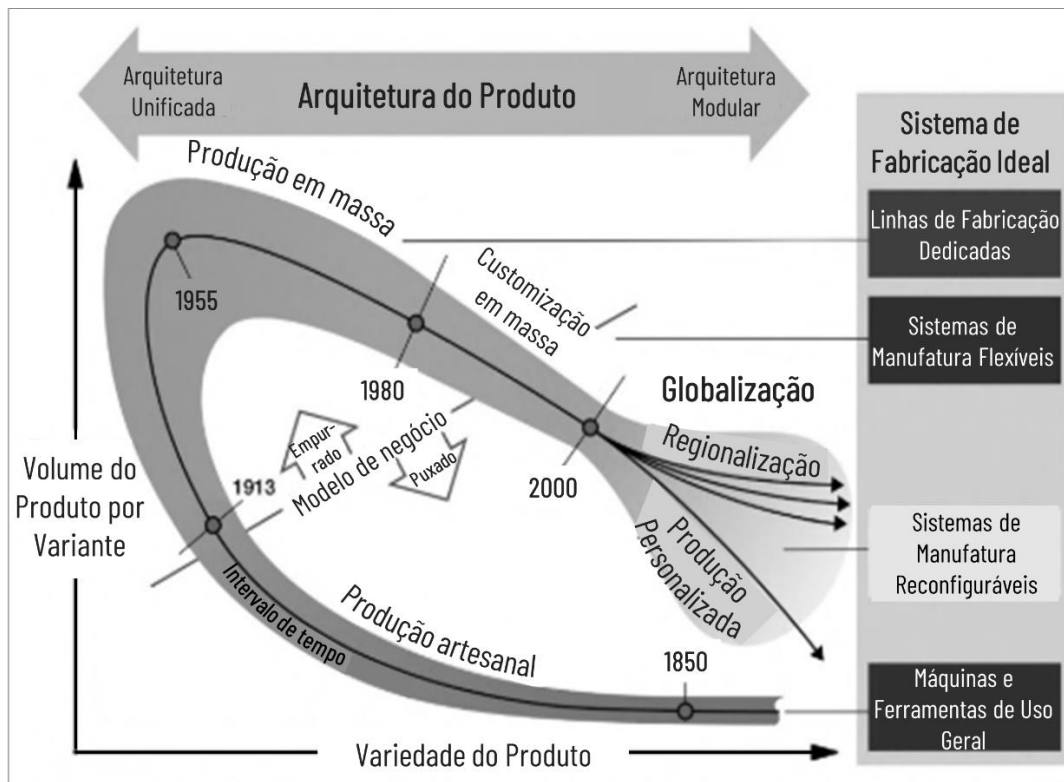 Arquitetura
Unificada
Arquitetura do Produto
Arquitetura
Modular
Sistema de
Fabricação Ideal
Linhas de Fabricação
Dedicadas
Sistemas de
Manufatura Flexíveis
Sistemas de
Manufatura
Reconfiguráveis
Máquinas e
Ferramentas de Uso
Geral
Produção em massa
1955
Customização
em massa
1980
Globalização
Regionalização
2000
Produção
Personalizada
Empur-
rado
Modelo de negócio
Puxado
1913
Volume do
Produto por
Variante
Intervalo de tempo
Produção artesanal
1850
Variedade do Produto